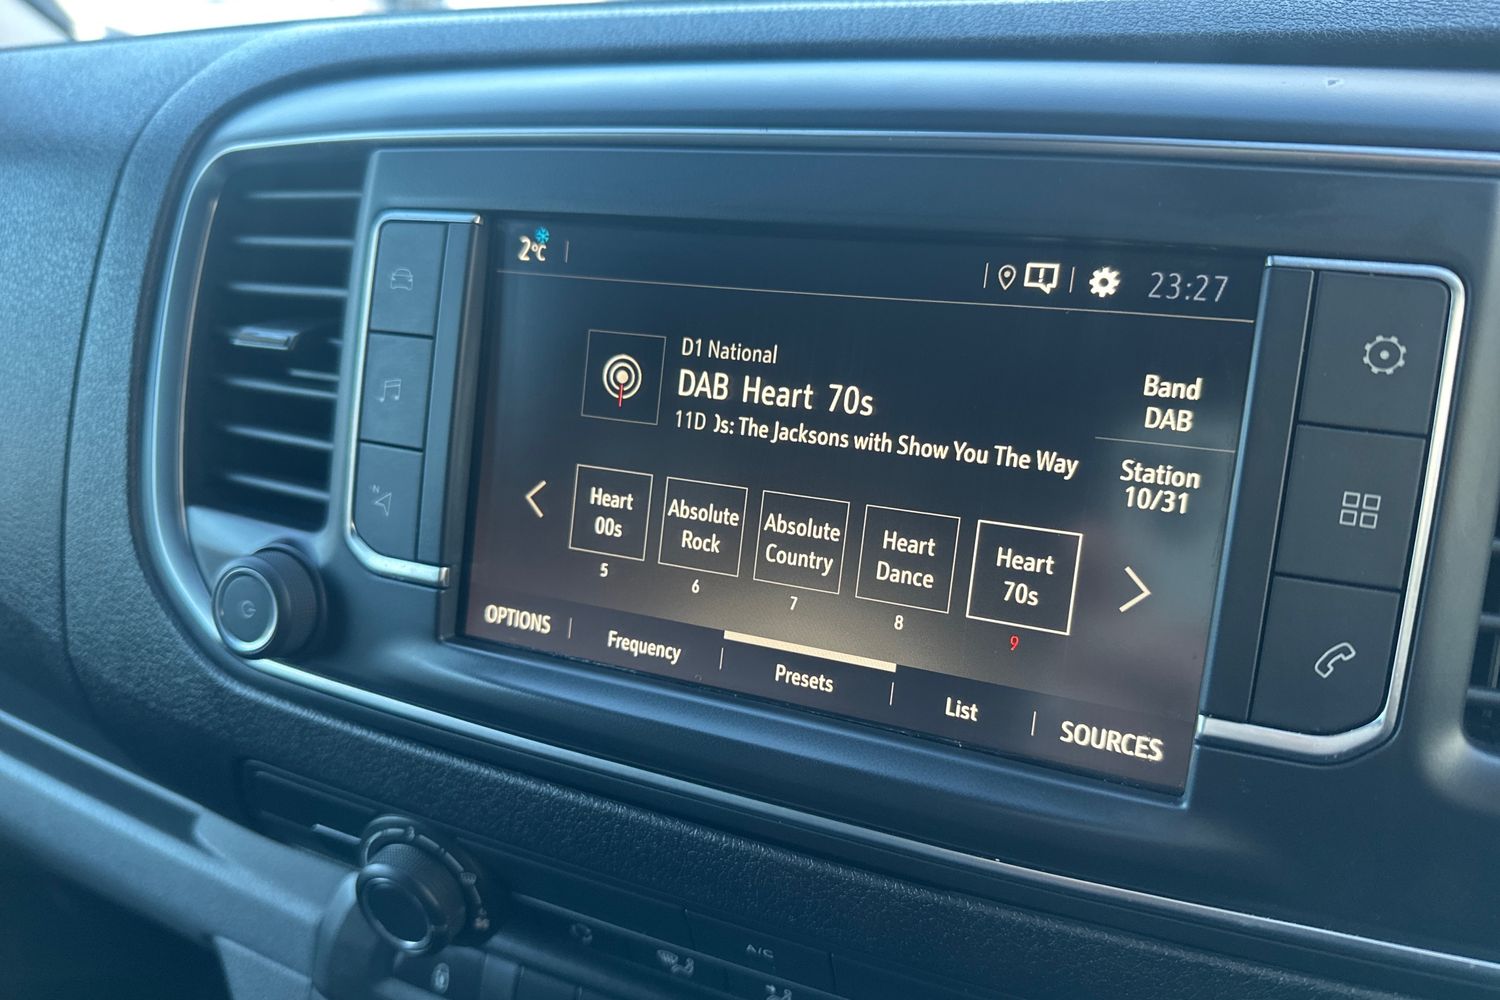 2°C
23:27
D1 National
DAB Heart 70s
11D
s: The Jacksons with Show You The Way
Band
DAB
Station
10/31
Heart
00s
5
Absolute
Rock
6
Absolute
Country
7
Heart
Dance
8
Heart
70s
9
OPTIONS
Frequency
Presets
List
SOURCES
N
A/C